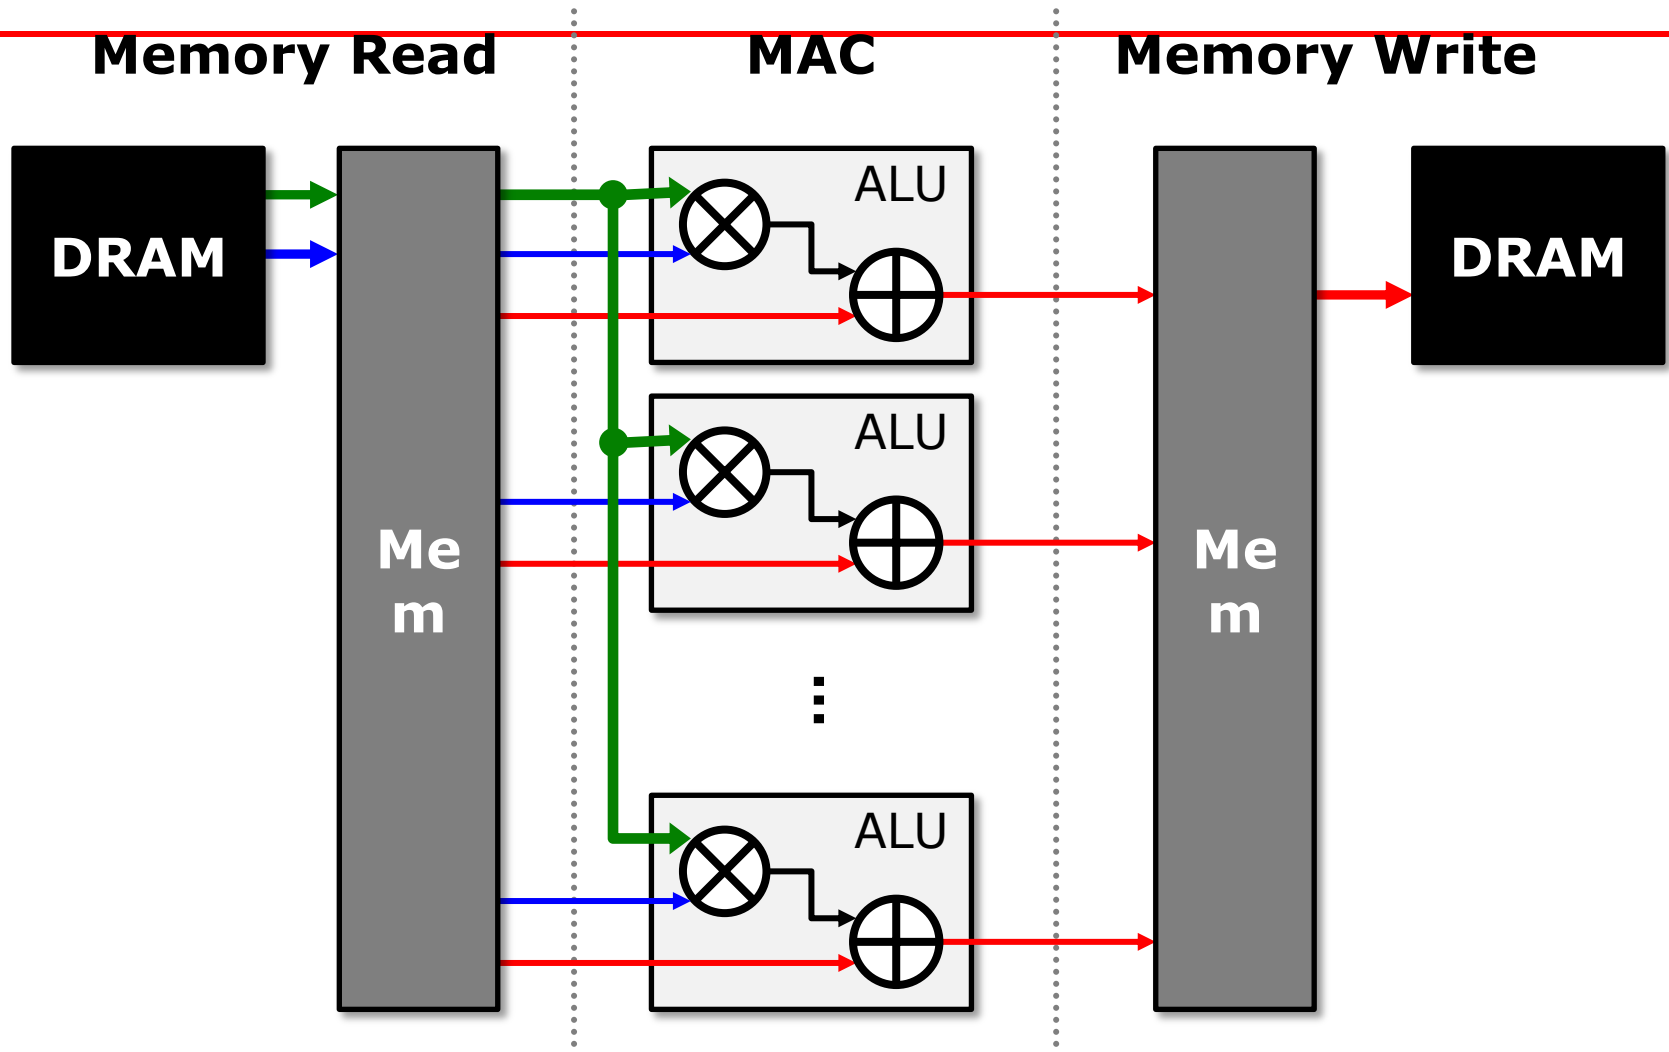 Memory Read
MAC
Memory Write
DRAM
Me
m
ALU
ALU
⋮
ALU
Me
m
DRAM